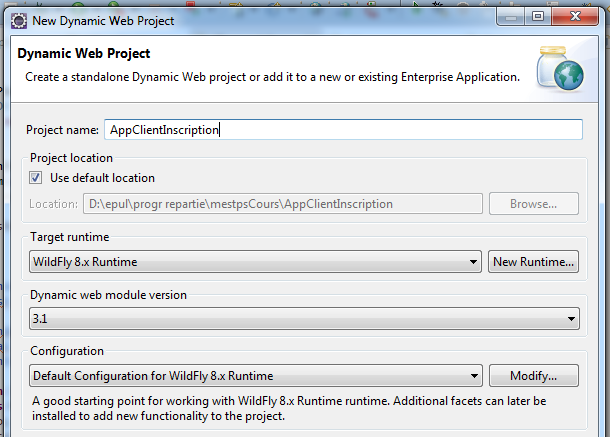 New Dynamic Web Project
Dynamic Web Project
Create a standalone Dynamic Web project or add it to a new or existing Enterprise Application.
Project name: AppClientInscription
Project location
Use default location
Location: D:\epul\progr repartie\mestpsCours\AppClientInscription Browse...
Target runtime
WildFly 8.x Runtime New Runtime...
Dynamic web module version
3.1
Configuration
Default Configuration for WildFly 8.x Runtime Modify...
A good starting point for working with WildFly 8.x Runtime runtime. Additional facets can later be
installed to add new functionality to the project.